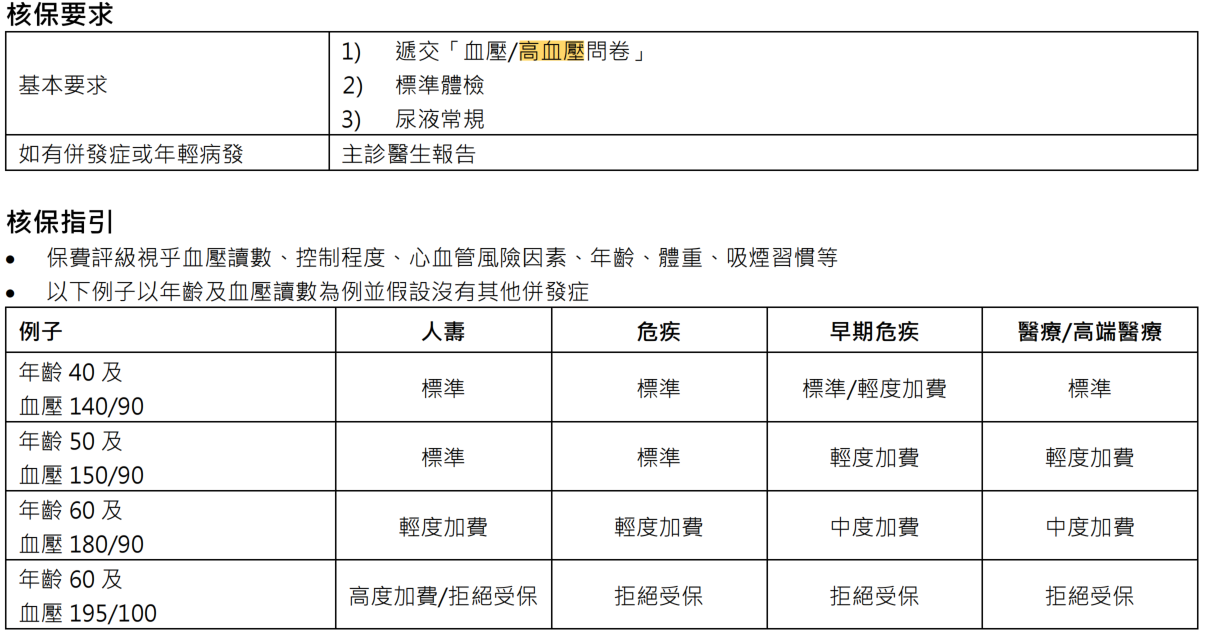 核保要求
基本要求
1) 遞交「血壓/高血壓問卷」
2) 標準體檢
3) 尿液常規
如有併發症或年輕病發 主診醫生報告
核保指引
• 保費評級視乎血壓讀數、控制程度、心血管風險因素、年齡、體重、吸煙習慣等
• 以下例子以年齡及血壓讀數為例並假設沒有其他併發症
例子 人壽 危疾 早期危疾 醫療/高端醫療
年齡 40 及
血壓 140/90
標準 標準 標準/輕度加費 標準
年齡 50 及
血壓 150/90
標準 標準 輕度加費 輕度加費
年齡 60 及
血壓 180/90
輕度加費 輕度加費 中度加費 中度加費
年齡 60 及
血壓 195/100
高度加費/拒絕受保 拒絕受保 拒絕受保 拒絕受保